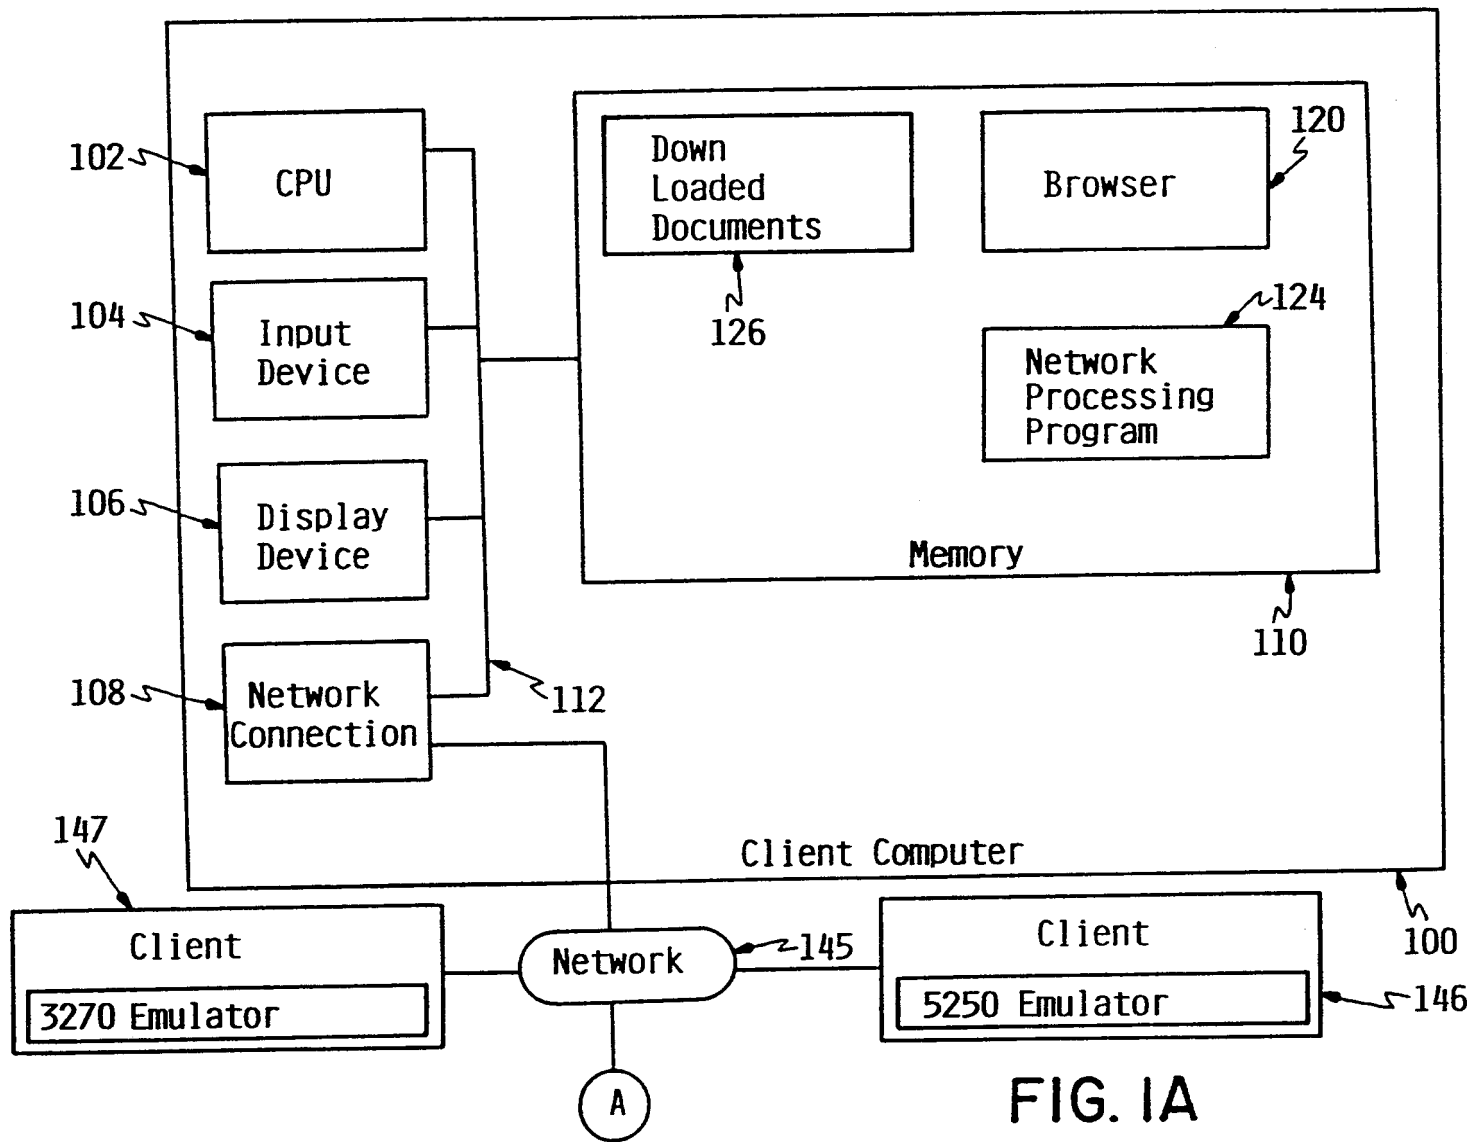 102
CPU
Down
Loaded
Documents
126
Browser
120
104
Input
Device
124
Network
Processing
Program
106
Display
Device
Memory
110
108
Network
Connection
112
Client Computer
100
147
Client
3270 Emulator
Network
145
Client
5250 Emulator
146
A
FIG. 1A